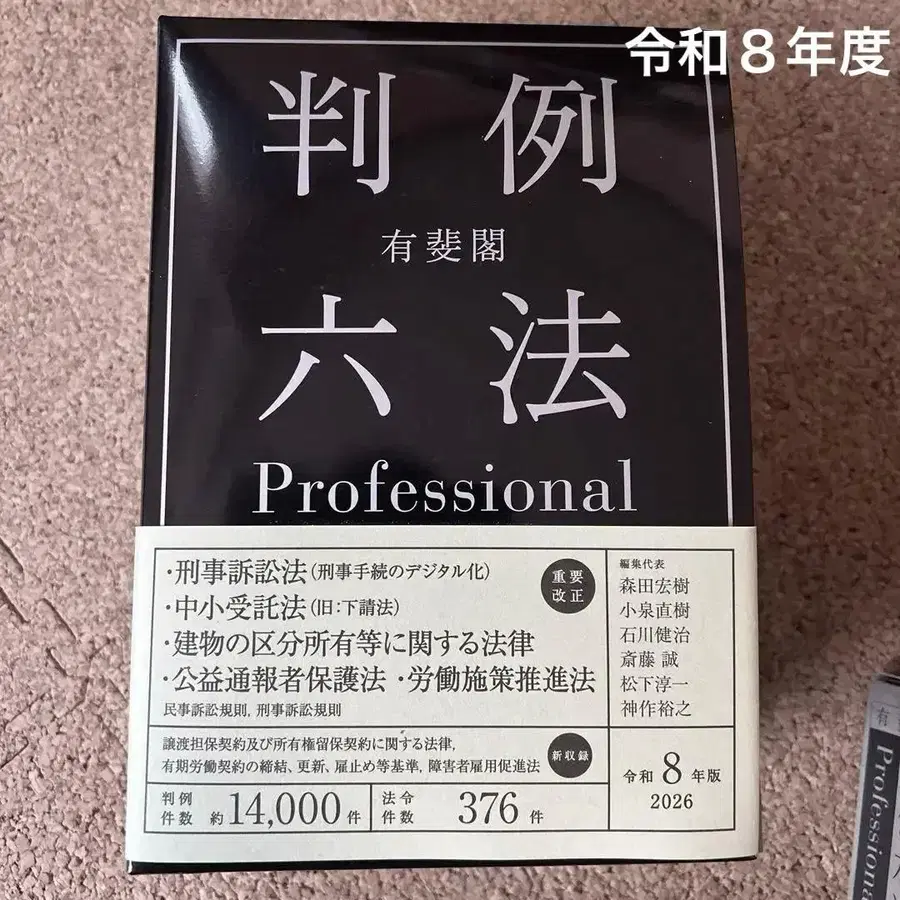 令和８年度
判例
有斐閣
六法
Professional
・刑事訴訟法（刑事手続のデジタル化）
・中小受託法（旧：下請法）
・建物の区分所有等に関する法律
・公益通報者保護法 ・労働施策推進法
民事訴訟規則, 刑事訴訟規則
重要
改正
譲渡担保契約及び所有権留保契約に関する法律,
有期労働契約の締結、更新、雇止め等基準, 障害者雇用促進法
新収録
判例件数 約14,000件
法令件数 376件
編集代表
森田宏樹
小泉直樹
石川健治
斎藤 誠
松下淳一
神作裕之
令和 8 年版
2026
有
Professiona